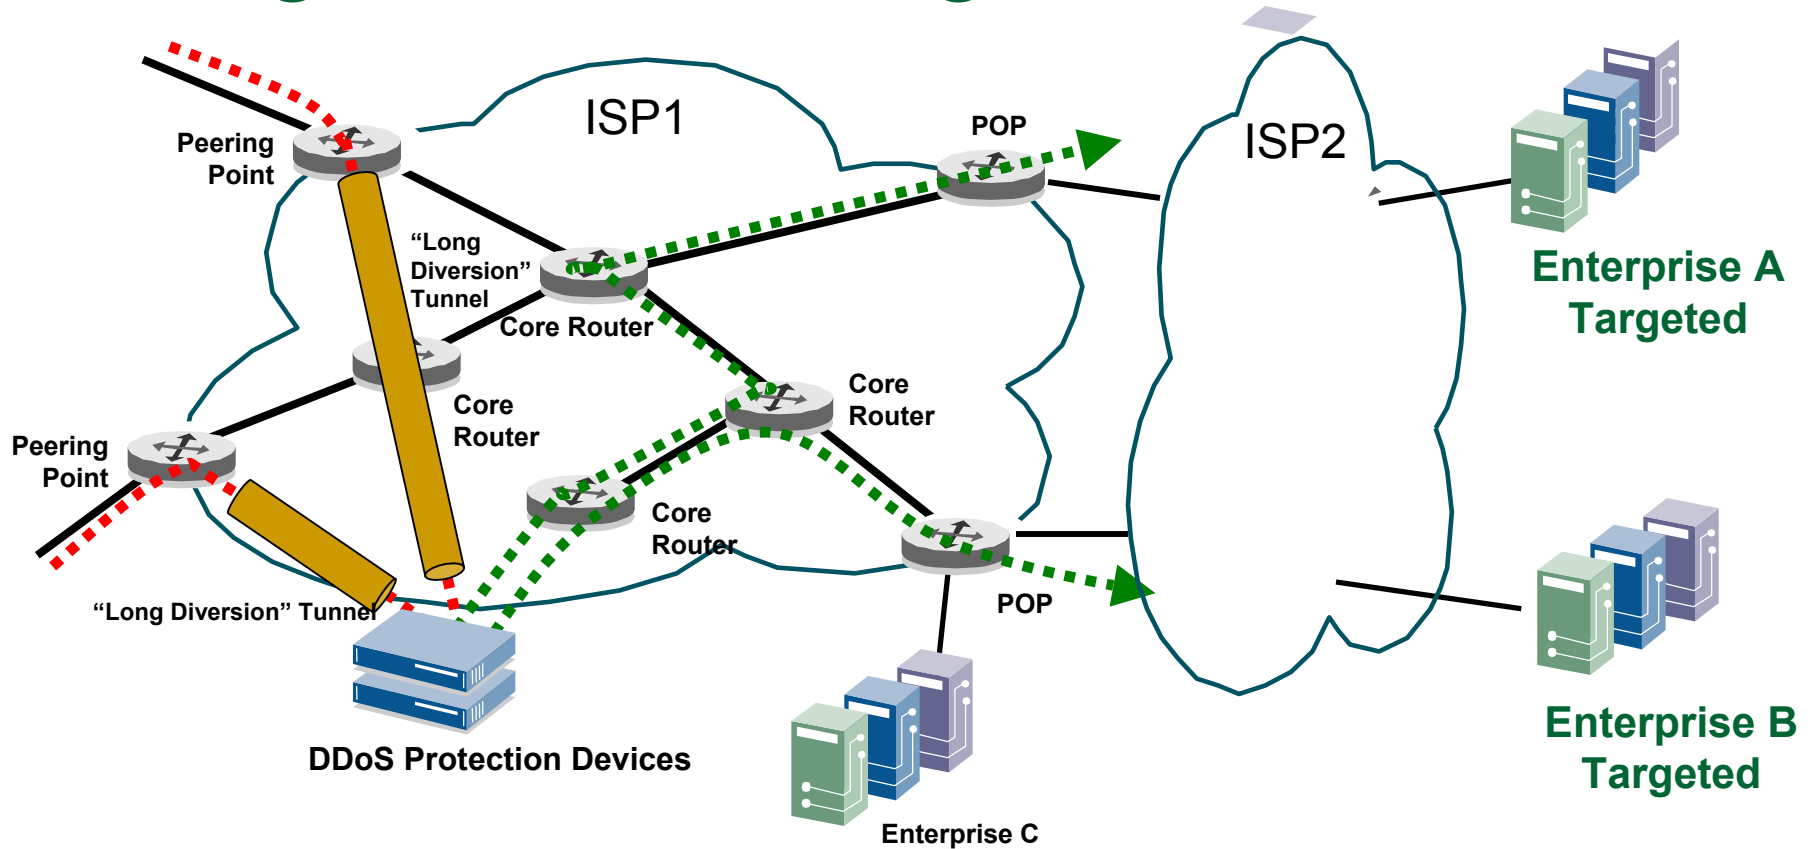 ISP1
POP
ISP2
Peering
Point
“Long
Diversion”
Tunnel
Core Router
Enterprise A
Targeted
Core
Router
Core
Router
Peering
Point
Core
Router
“Long Diversion” Tunnel
POP
DDoS Protection Devices
Enterprise B
Targeted
Enterprise C